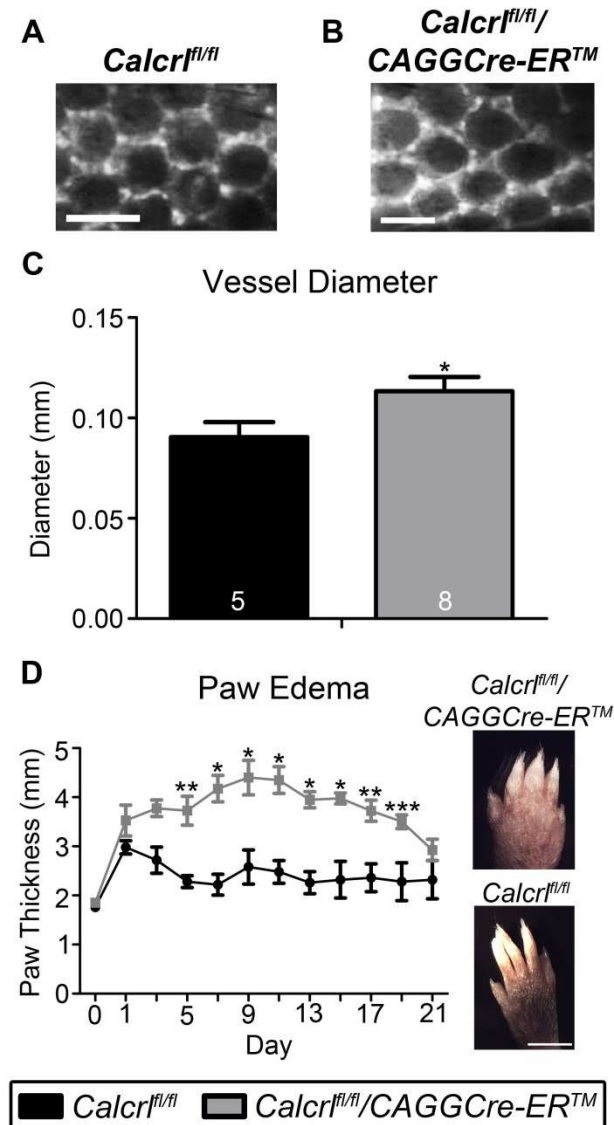 A
Calcrl^fl/fl
B
Calcrl^fl/fl/
CAGGCre-ER^TM
C
Vessel Diameter
Diameter (mm)
0.15
0.10
0.05
0.00
*
5
8
D
Paw Edema
Paw Thickness (mm)
5
4
3
2
1
0
** * * * * * ** ***
0 1 5 9 13 17 21
Day
Calcrl^fl/fl/
CAGGCre-ER^TM
Calcrl^fl/fl
Calcrl^fl/fl Calcrl^fl/fl/CAGGCre-ER^TM